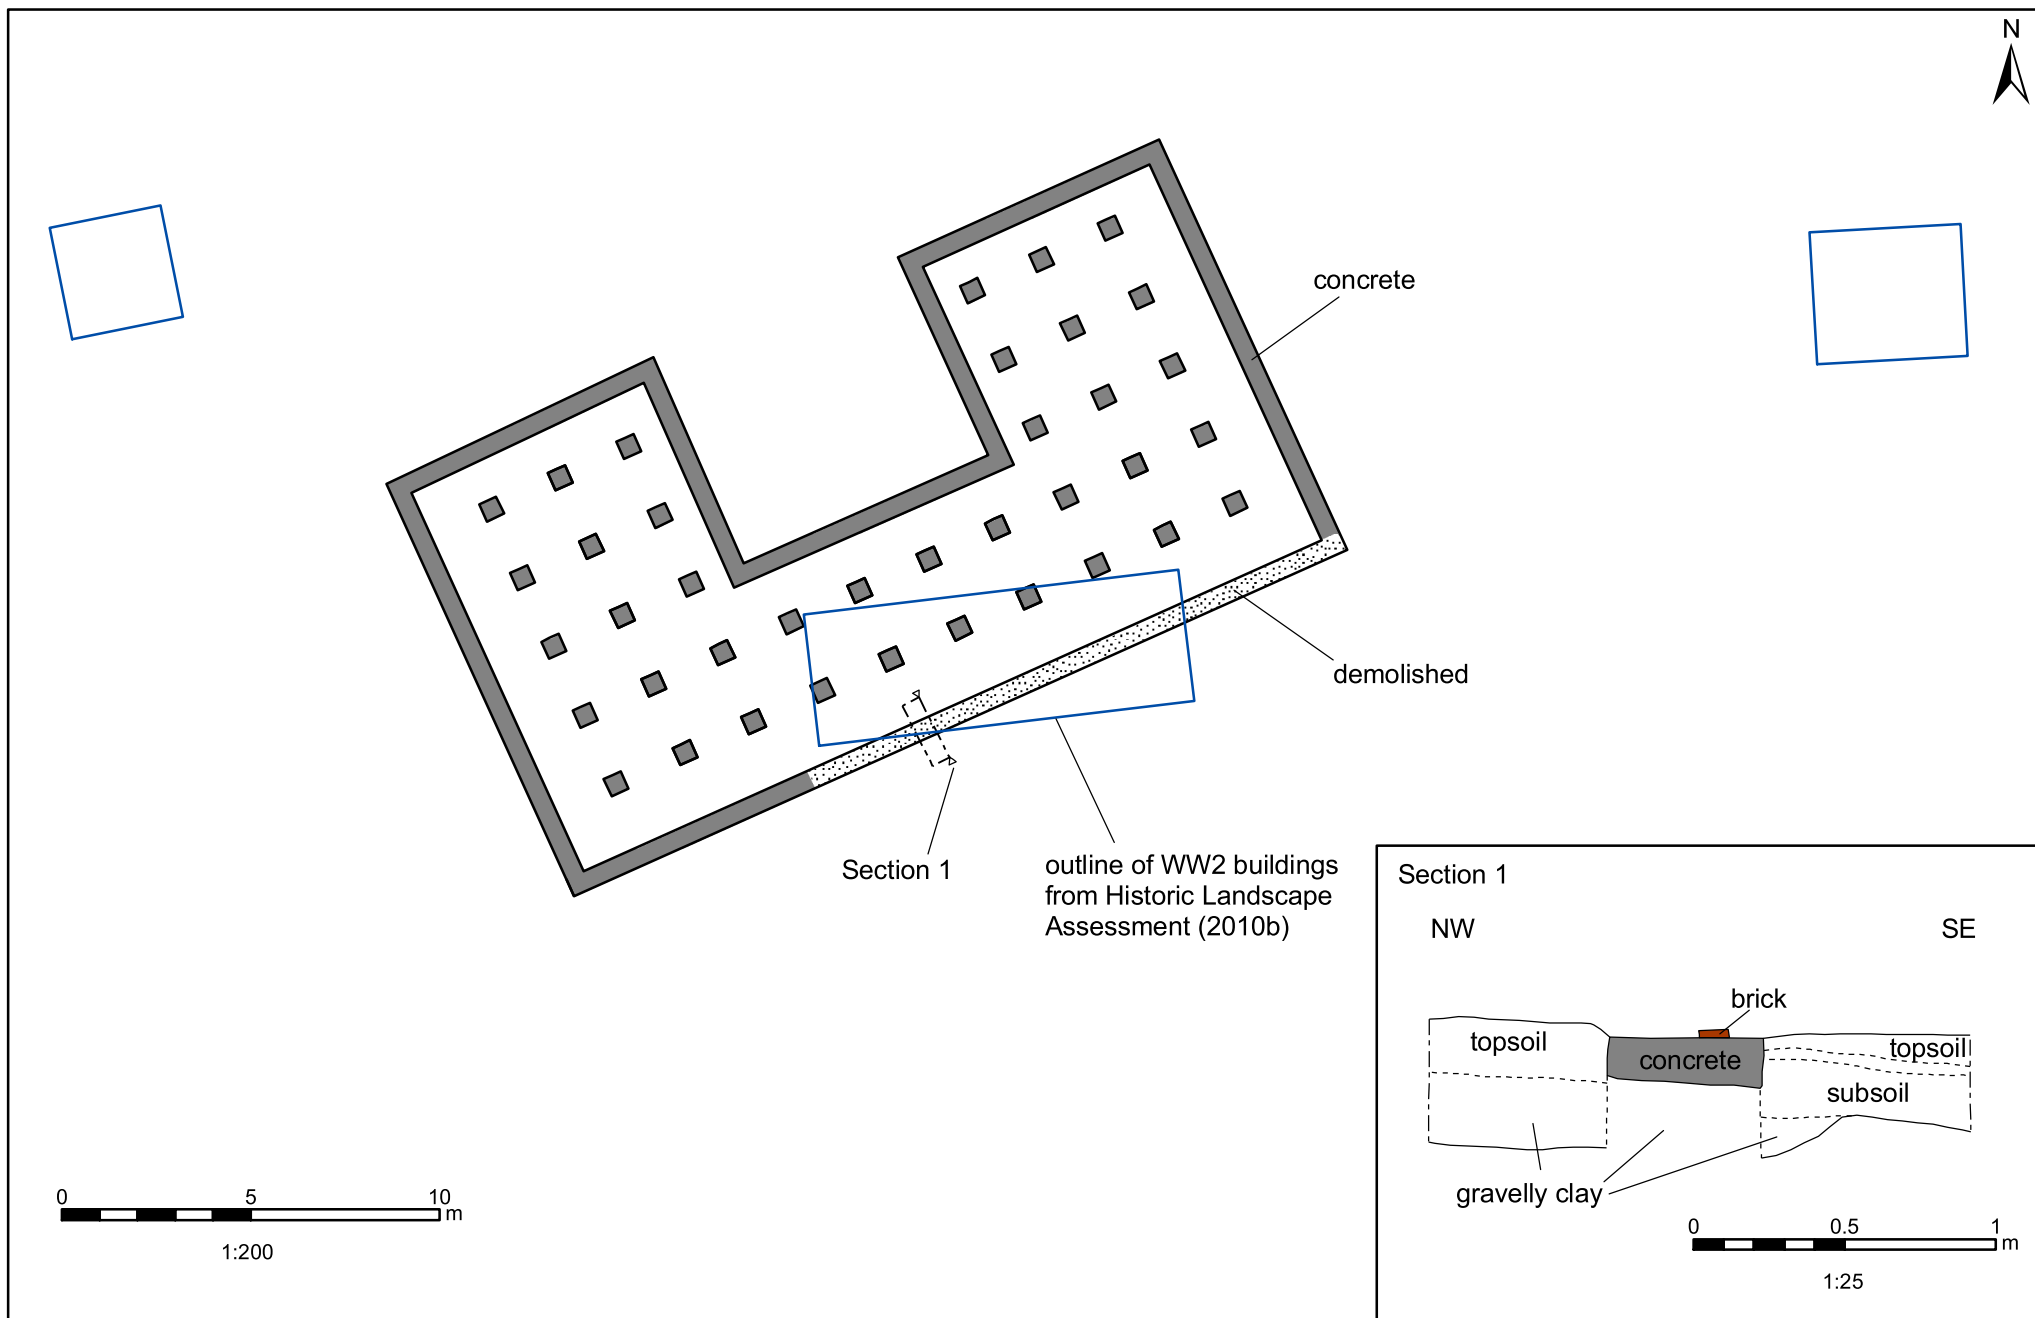 N
concrete
demolished
Section 1
outline of WW2 buildings
from Historic Landscape
Assessment (2010b)
0 5 10
m
1:200
Section 1
NW SE
brick
topsoil
concrete
topsoil
subsoil
gravelly clay
0 0.5 1
m
1:25